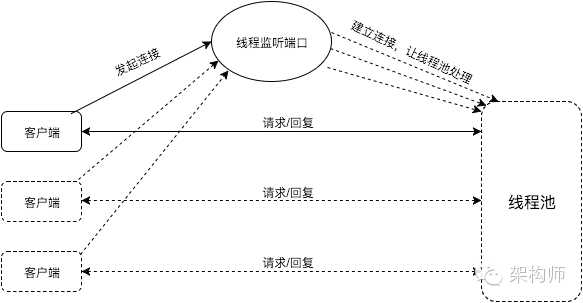 线程监听端口
发起连接
建立连接，让线程池处理
客户端
请求/回复
客户端
请求/回复
线程池
客户端
请求/回复
架构师